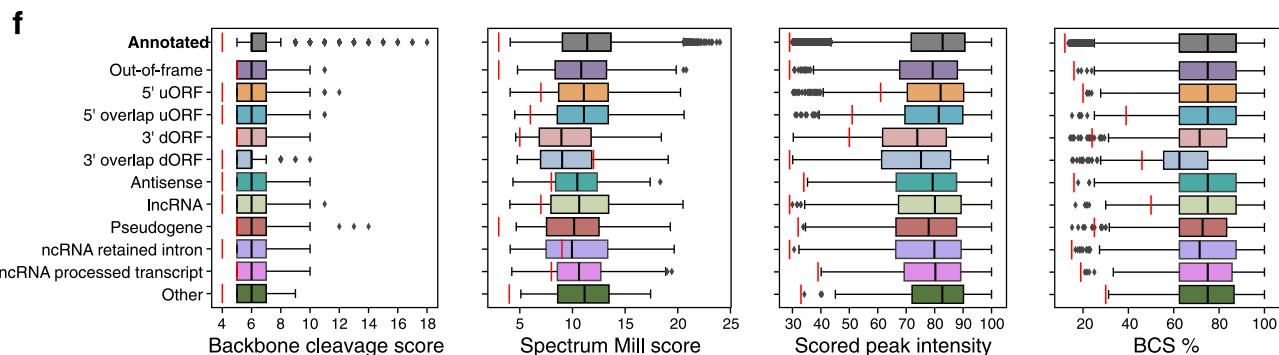 f
Annotated
Out-of-frame
5' uORF
5' overlap uORF
3' dORF
3' overlap dORF
Antisense
lncRNA
Pseudogene
ncRNA retained intron
ncRNA processed transcript
Other
4 6 8 10 12 14 16 18
Backbone cleavage score
5 10 15 20 25
Spectrum Mill score
30 40 50 60 70 80 90 100
Scored peak intensity
20 40 60 80 100
BCS %